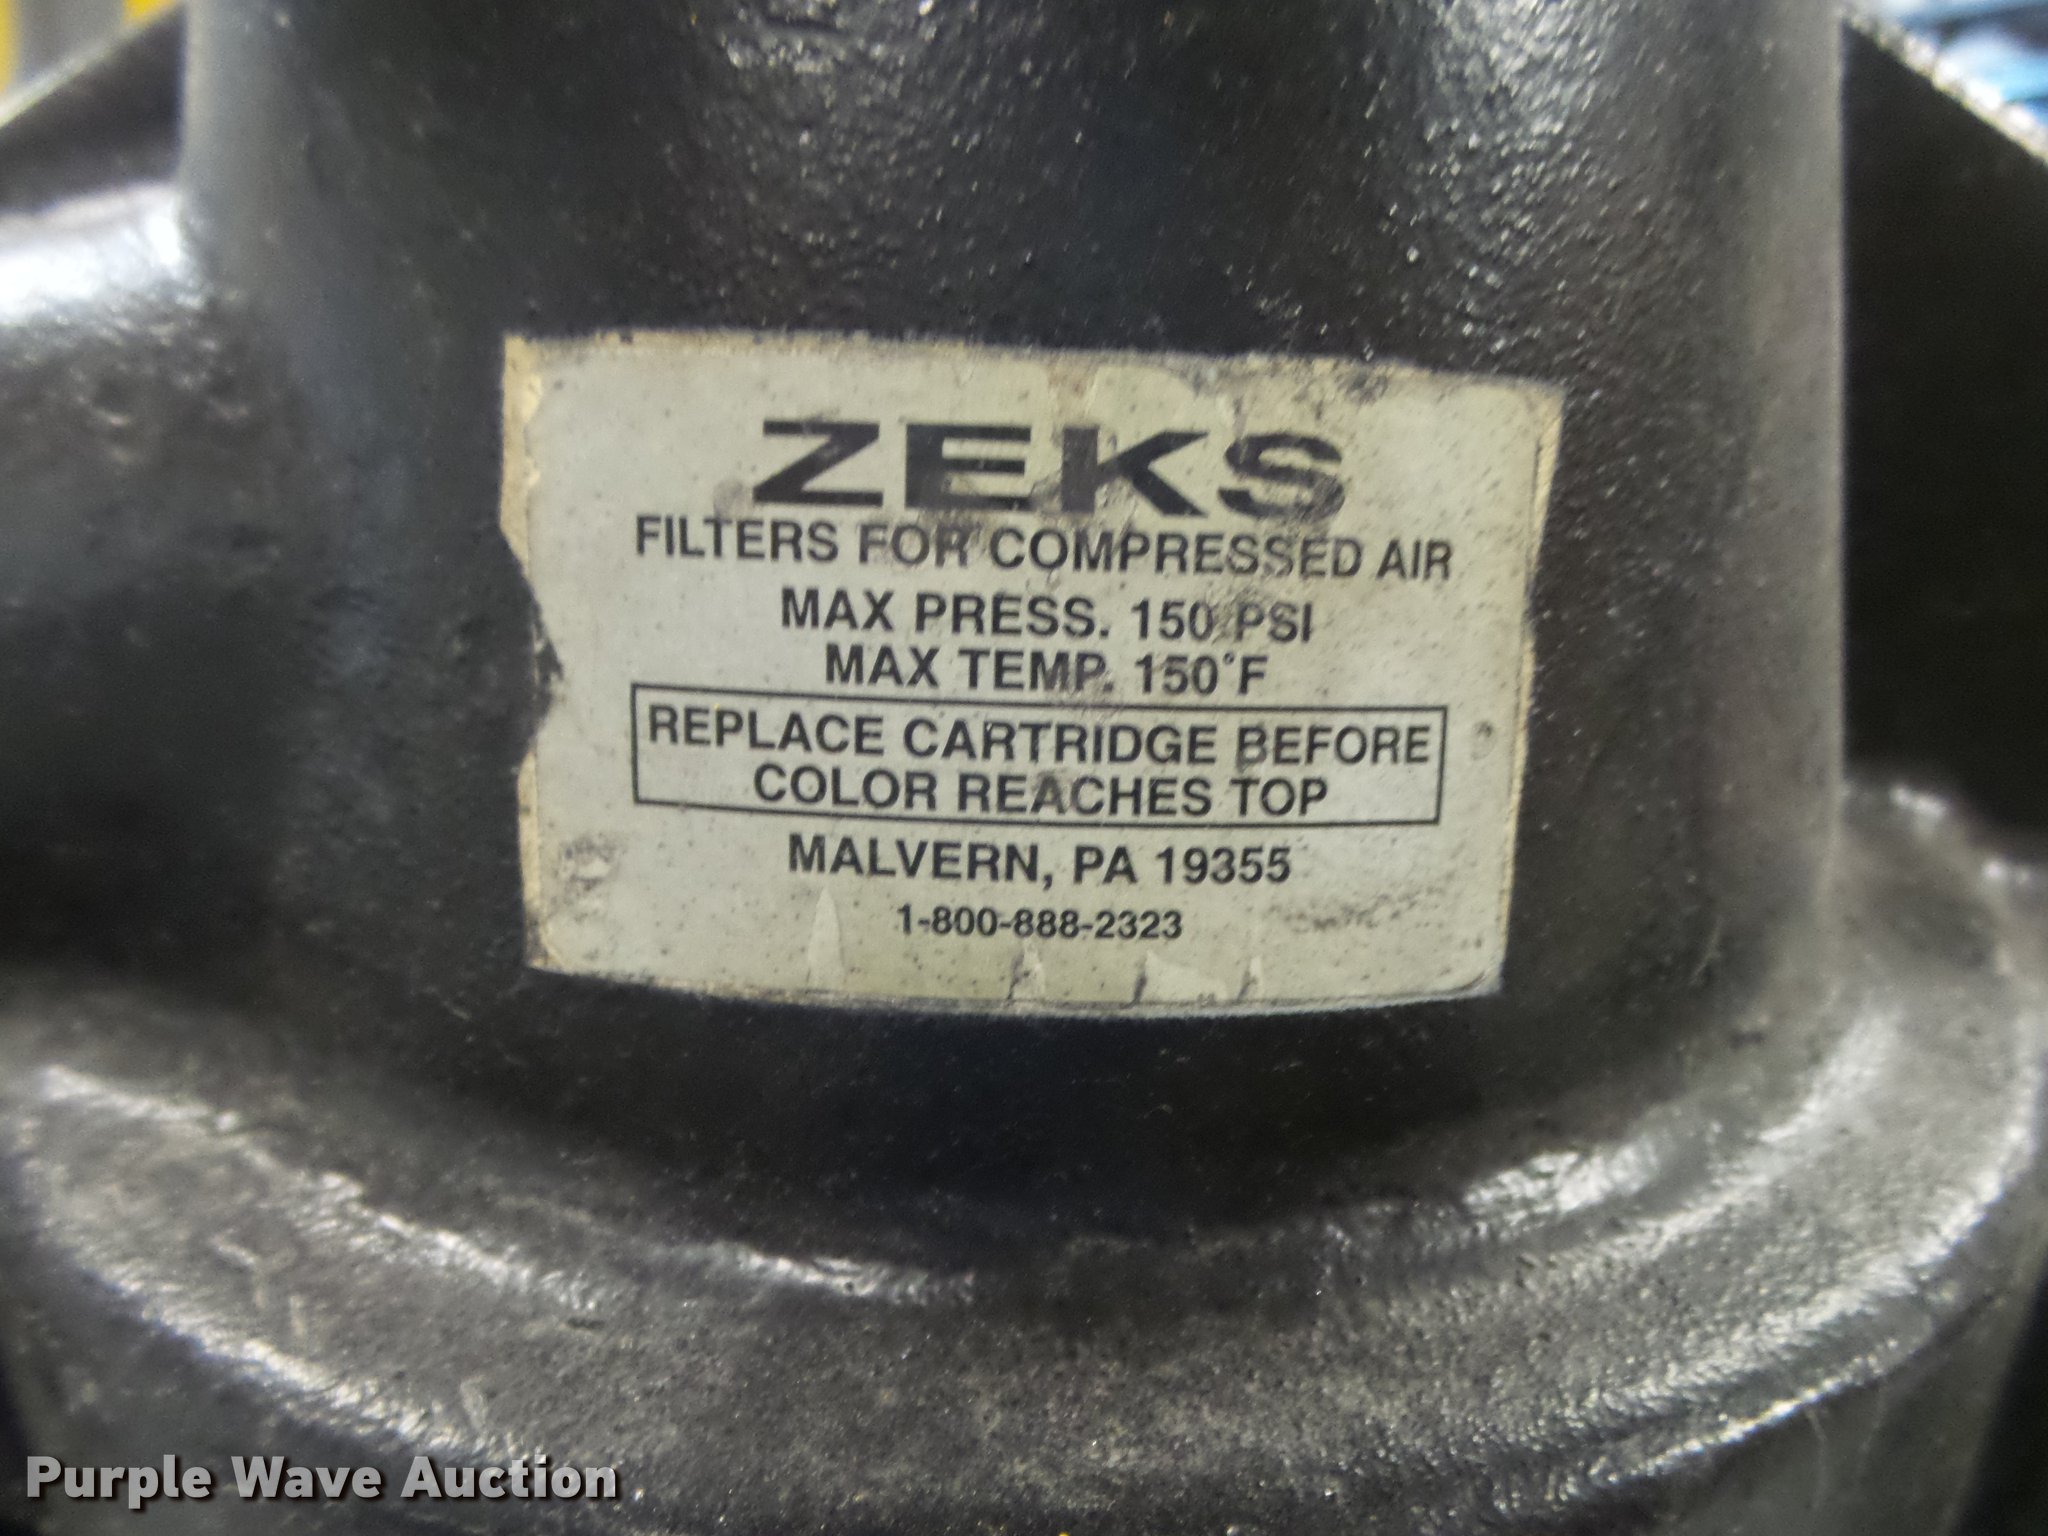 ZEKS
FILTERS FOR COMPRESSED AIR
MAX PRESS. 150 PSI
MAX TEMP. 150°F
REPLACE CARTRIDGE BEFORE
COLOR REACHES TOP
MALVERN, PA 19355
1-800-888-2323
Purple Wave Auction